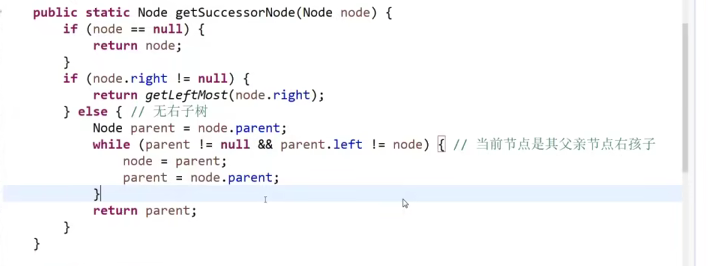 public static Node getSuccessorNode(Node node) {
if (node == null) {
return node;
}
if (node.right != null) {
return getLeftMost(node.right);
} else { // 无右子树
Node parent = node.parent;
while (parent != null && parent.left != node) { // 当前节点是其父亲节点右孩子
node = parent;
parent = node.parent;
}
return parent;
}
}